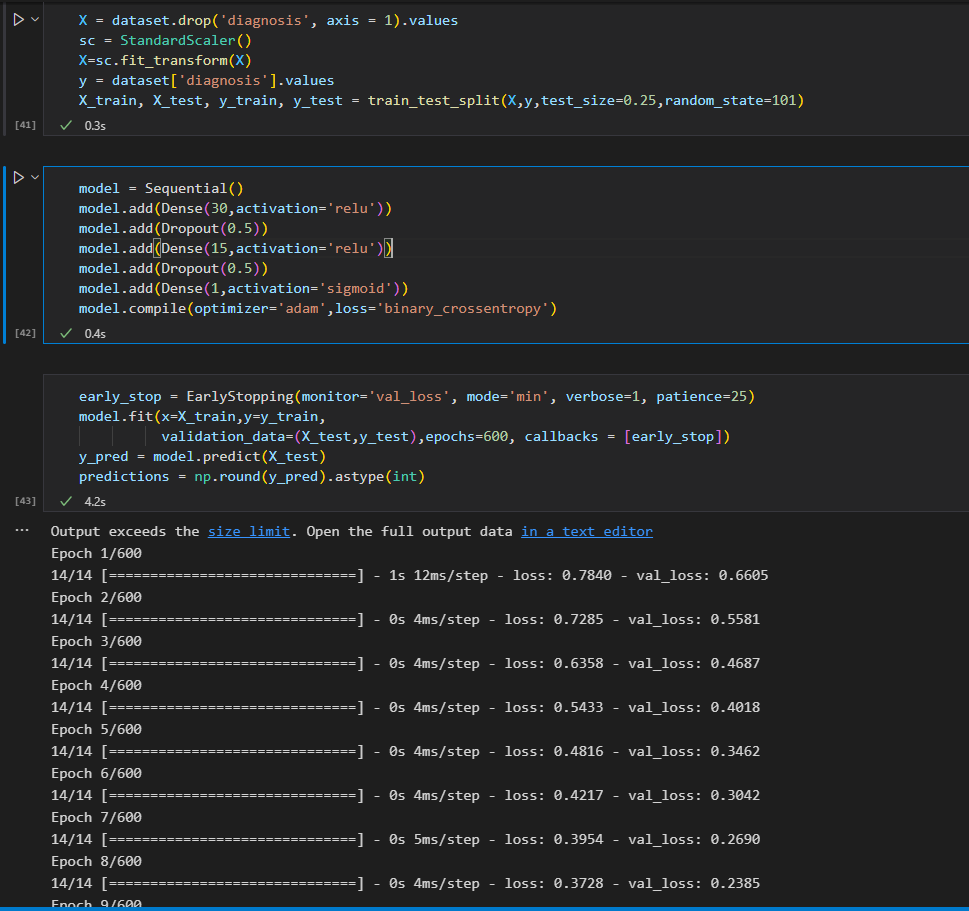 X = dataset.drop('diagnosis', axis = 1).values
sc = StandardScaler()
X=sc.fit_transform(X)
y = dataset['diagnosis'].values
X_train, X_test, y_train, y_test = train_test_split(X,y,test_size=0.25,random_state=101)
[41] 0.3s
model = Sequential()
model.add(Dense(30,activation='relu'))
model.add(Dropout(0.5))
model.add(Dense(15,activation='relu'))
model.add(Dropout(0.5))
model.add(Dense(1,activation='sigmoid'))
model.compile(optimizer='adam',loss='binary_crossentropy')
[42] 0.4s
early_stop = EarlyStopping(monitor='val_loss', mode='min', verbose=1, patience=25)
model.fit(x=X_train,y=y_train,
validation_data=(X_test,y_test),epochs=600, callbacks = [early_stop])
y_pred = model.predict(X_test)
predictions = np.round(y_pred).astype(int)
[43] 4.2s
... Output exceeds the size limit. Open the full output data in a text editor
Epoch 1/600
14/14 [==============================] - 1s 12ms/step - loss: 0.7840 - val_loss: 0.6605
Epoch 2/600
14/14 [==============================] - 0s 4ms/step - loss: 0.7285 - val_loss: 0.5581
Epoch 3/600
14/14 [==============================] - 0s 4ms/step - loss: 0.6358 - val_loss: 0.4687
Epoch 4/600
14/14 [==============================] - 0s 4ms/step - loss: 0.5433 - val_loss: 0.4018
Epoch 5/600
14/14 [==============================] - 0s 4ms/step - loss: 0.4816 - val_loss: 0.3462
Epoch 6/600
14/14 [==============================] - 0s 4ms/step - loss: 0.4217 - val_loss: 0.3042
Epoch 7/600
14/14 [==============================] - 0s 5ms/step - loss: 0.3954 - val_loss: 0.2690
Epoch 8/600
14/14 [==============================] - 0s 4ms/step - loss: 0.3728 - val_loss: 0.2385
Epoch 9/600